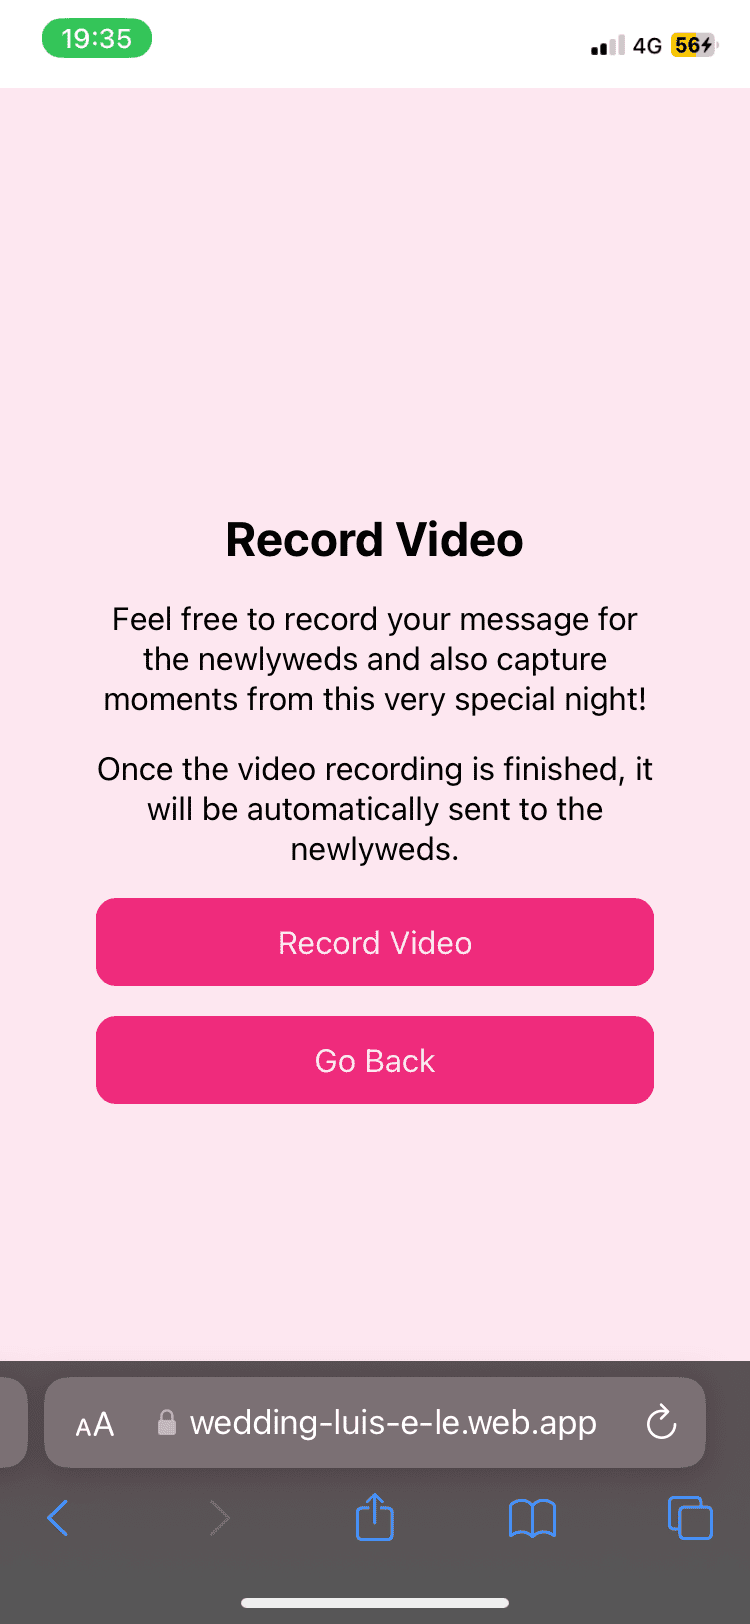 19:35
4G 56
Record Video
Feel free to record your message for
the newlyweds and also capture
moments from this very special night!
Once the video recording is finished, it
will be automatically sent to the
newlyweds.
Record Video
Go Back
AA wedding-luis-e-le.web.app